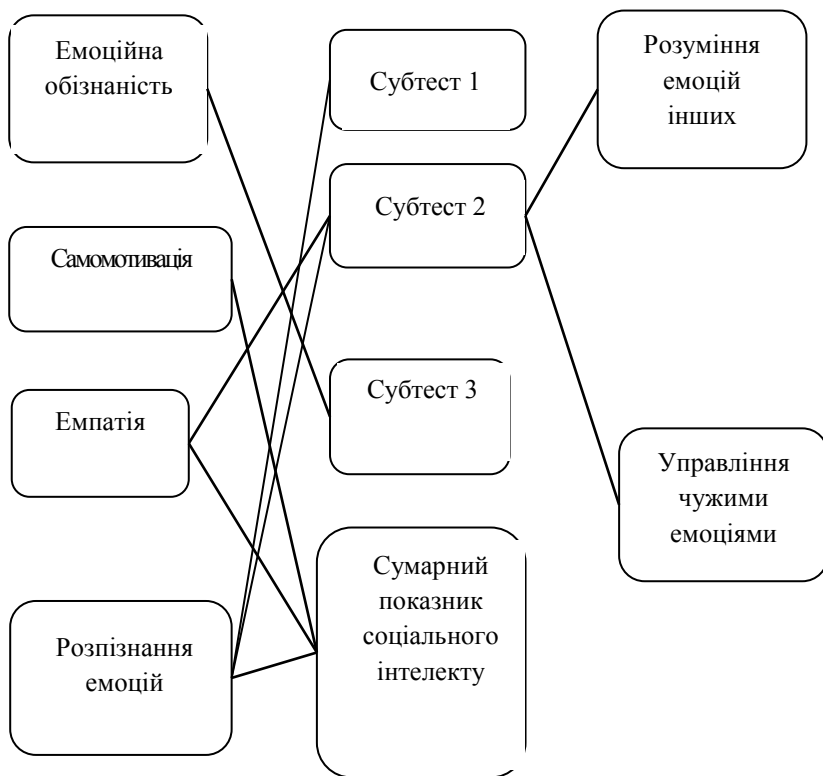 Емоційна
обізнаність
Самомотивація
Емпатія
Розпізнання
емоцій
Субтест 1
Субтест 2
Субтест 3
Сумарний
показник
соціального
інтелекту
Розуміння
емоцій
інших
Управління
чужими
емоціями